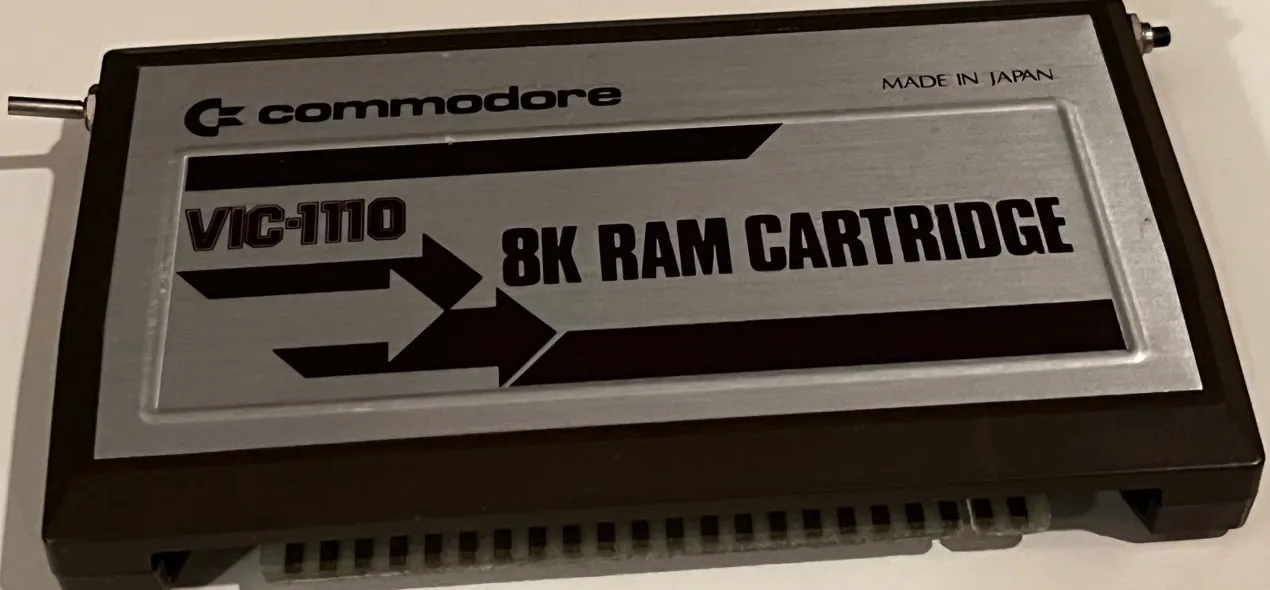 commodore
MADE IN JAPAN
VIC-1110
8K RAM CARTRIDGE